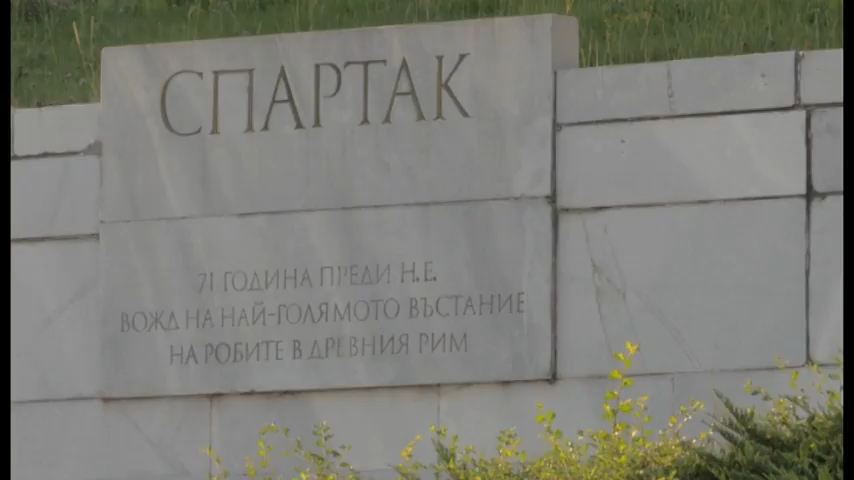 СПАРТАК
71 ГОДИНА ПРЕДИ Н.Е.
ВОЖД НА НАЙ-ГОЛЯМОТО ВЪСТАНИЕ
НА РОБИТЕ В ДРЕВНИЯ РИМ